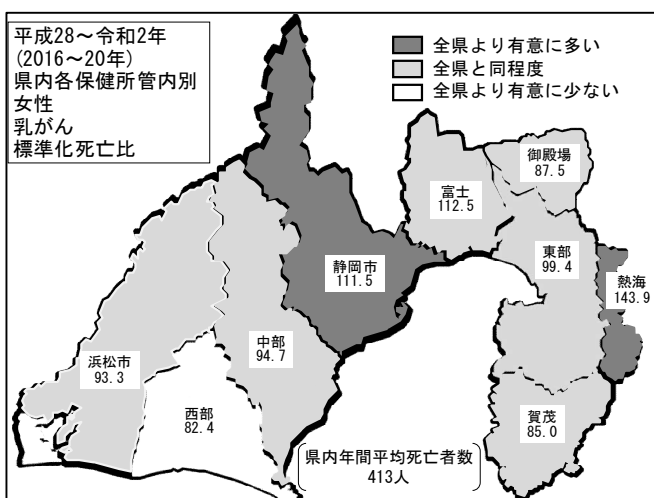 平成28～令和2年
(2016～20年)
県内各保健所管内別
女性
乳がん
標準化死亡比
全県より有意に多い
全県と同程度
全県より有意に少ない
御殿場
87.5
富士
112.5
東部
99.4
熱海
143.9
静岡市
111.5
中部
94.7
浜松市
93.3
西部
82.4
賀茂
85.0
県内年間平均死亡者数
413人